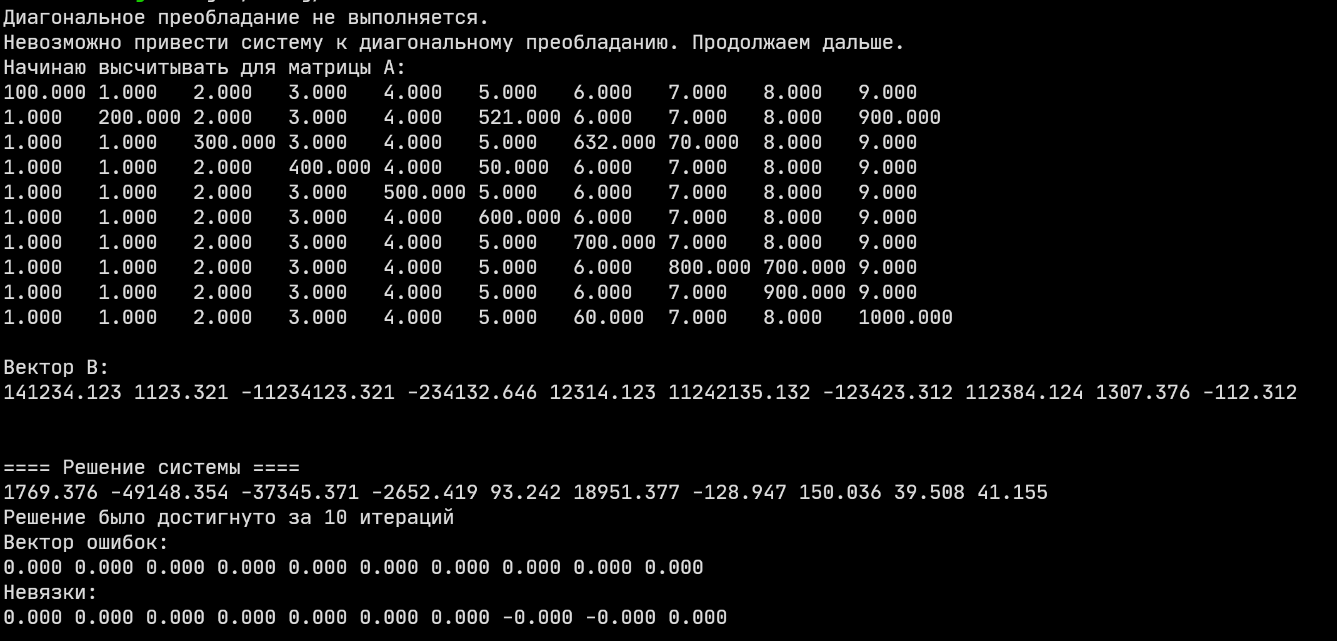 Диагональное преобладание не выполняется.
Невозможно привести систему к диагональному преобладанию. Продолжаем дальше.
Начинаю высчитывать для матрицы А:
100.000 1.000 2.000 3.000 4.000 5.000 6.000 7.000 8.000 9.000
1.000 200.000 2.000 3.000 4.000 521.000 6.000 7.000 8.000 900.000
1.000 1.000 300.000 3.000 4.000 5.000 632.000 70.000 8.000 9.000
1.000 1.000 2.000 400.000 4.000 50.000 6.000 7.000 8.000 9.000
1.000 1.000 2.000 3.000 500.000 5.000 6.000 7.000 8.000 9.000
1.000 1.000 2.000 3.000 4.000 600.000 6.000 7.000 8.000 9.000
1.000 1.000 2.000 3.000 4.000 5.000 700.000 7.000 8.000 9.000
1.000 1.000 2.000 3.000 4.000 5.000 6.000 800.000 700.000 9.000
1.000 1.000 2.000 3.000 4.000 5.000 6.000 7.000 900.000 9.000
1.000 1.000 2.000 3.000 4.000 5.000 60.000 7.000 8.000 1000.000
Вектор В:
141234.123 1123.321 -11234123.321 -234132.646 12314.123 11242135.132 -123423.312 112384.124 1307.376 -112.312
==== Решение системы ====
1769.376 -49148.354 -37345.371 -2652.419 93.242 18951.377 -128.947 150.036 39.508 41.155
Решение было достигнуто за 10 итераций
Вектор ошибок:
0.000 0.000 0.000 0.000 0.000 0.000 0.000 0.000 0.000 0.000
Невязки:
0.000 0.000 0.000 0.000 0.000 0.000 0.000 -0.000 -0.000 0.000